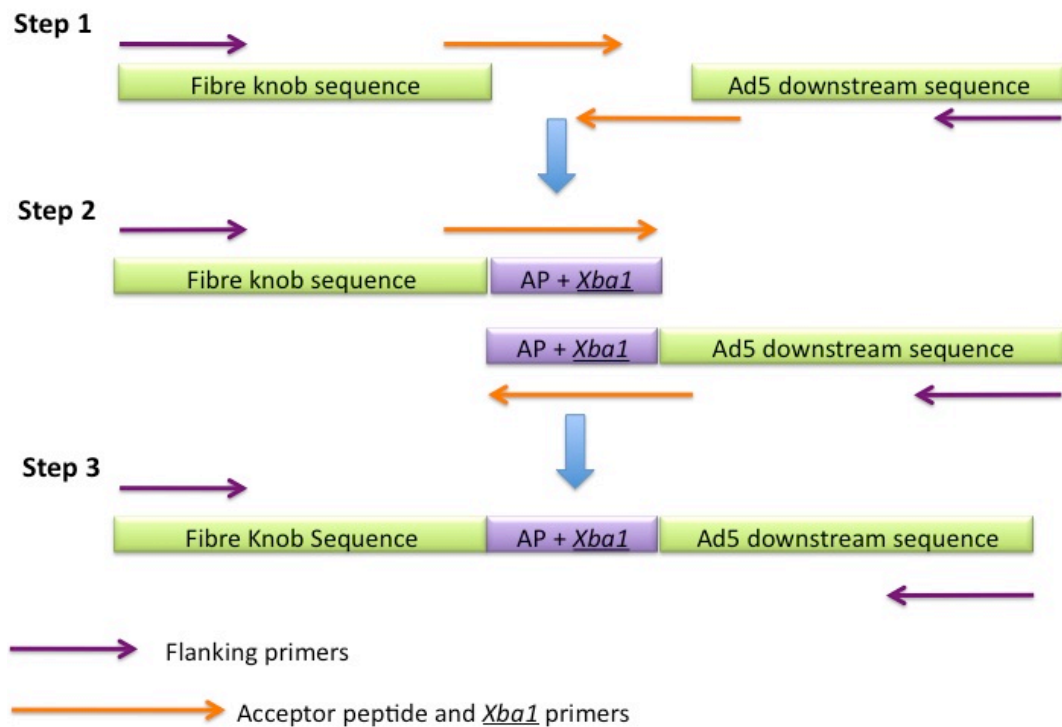 Step 1
Fibre knob sequence
Ad5 downstream sequence
Step 2
Fibre knob sequence
AP + Xba1
AP + Xba1
Ad5 downstream sequence
Step 3
Fibre Knob Sequence
AP + Xba1
Ad5 downstream sequence
Flanking primers
Acceptor peptide and Xba1 primers